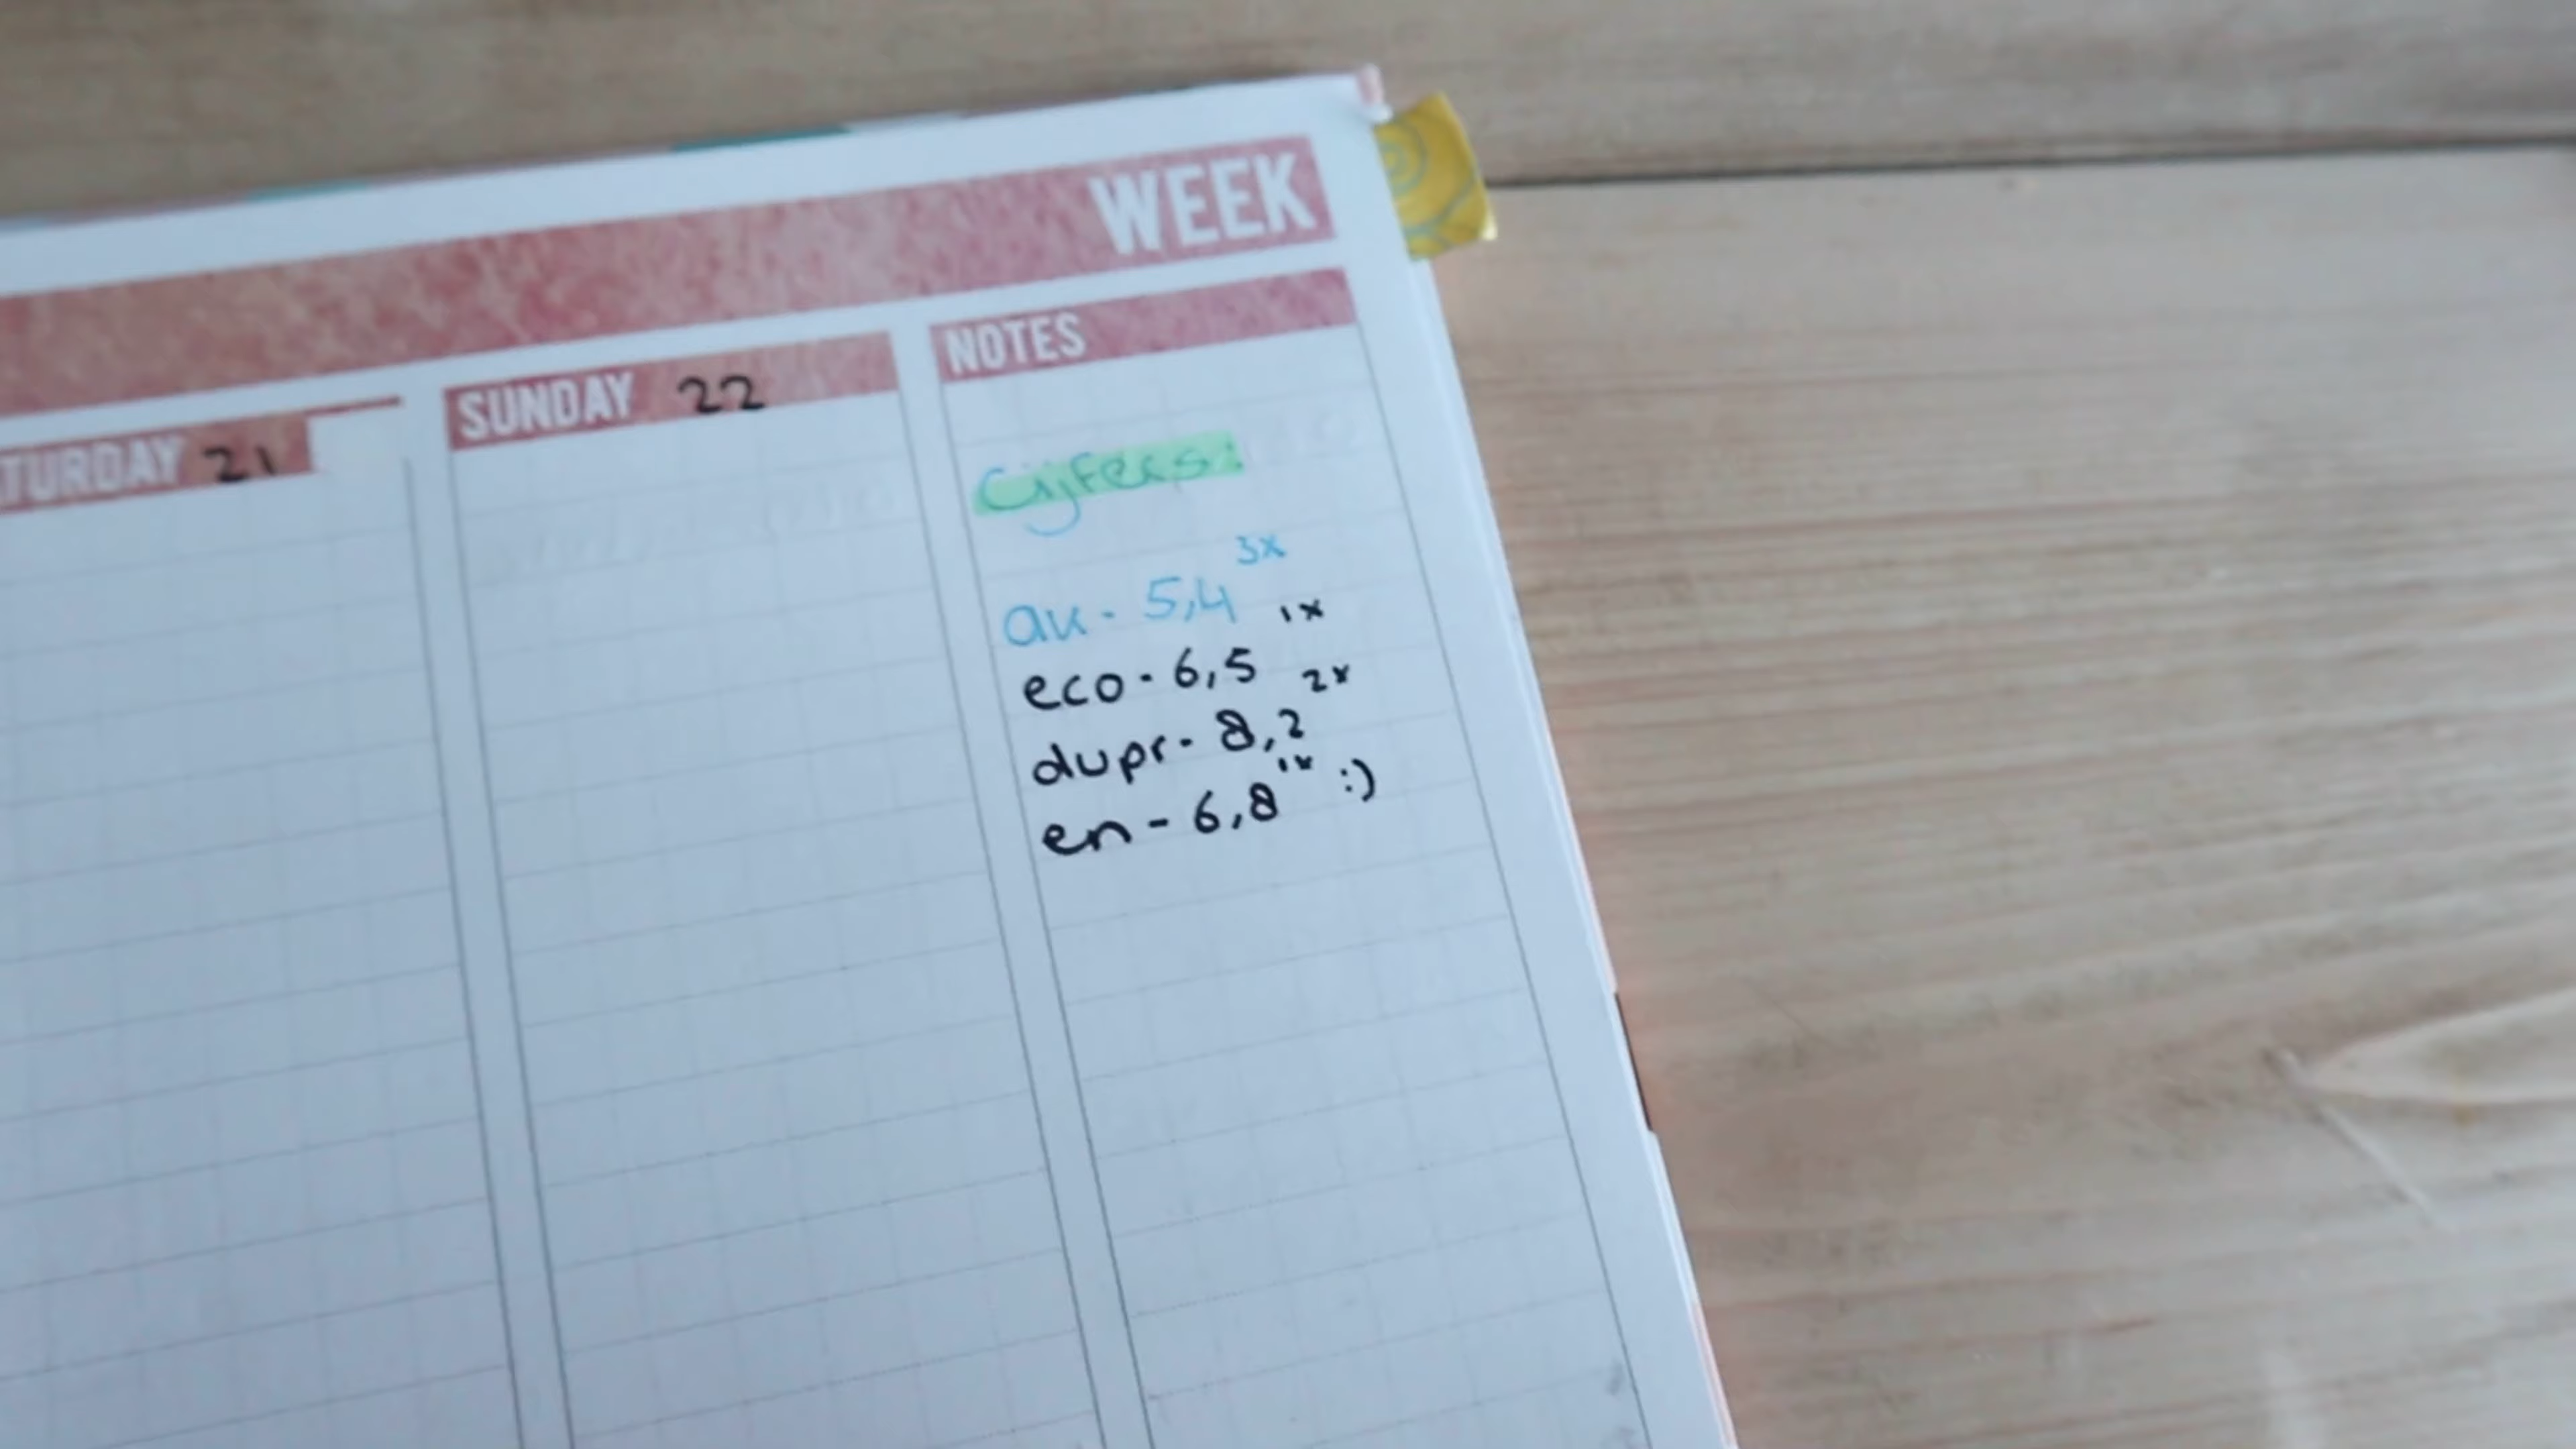 WEEK
TURDAY 21
SUNDAY 22
NOTES
Cijfers:
au - 5,4 3x
eco - 6,5 1x
dupr - 8,2 2x
en - 6,8 1x :)